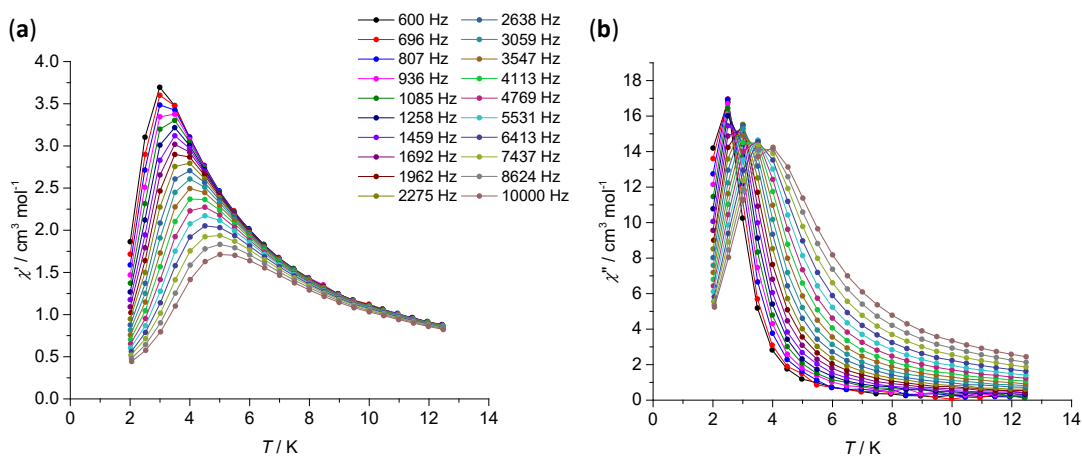 (a)
600 Hz 2638 Hz
696 Hz 3059 Hz
807 Hz 3547 Hz
936 Hz 4113 Hz
1085 Hz 4769 Hz
1258 Hz 5531 Hz
1459 Hz 6413 Hz
1692 Hz 7437 Hz
1962 Hz 8624 Hz
2275 Hz 10000 Hz
4.0
3.5
3.0
2.5
2.0
1.5
1.0
0.5
0.0
χ' / cm³ mol⁻¹
0 2 4 6 8 10 12 14
T / K
(b)
18
16
14
12
10
8
6
4
2
0
χ'' / cm³ mol⁻¹
0 2 4 6 8 10 12 14
T / K